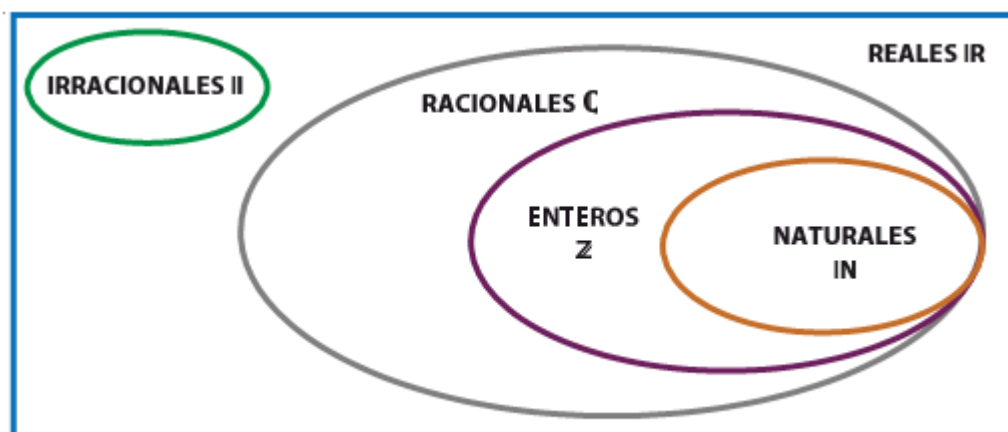 IRRACIONALES II
REALES IR
RACIONALES ℂ
ENTEROS
ℤ
NATURALES
IN